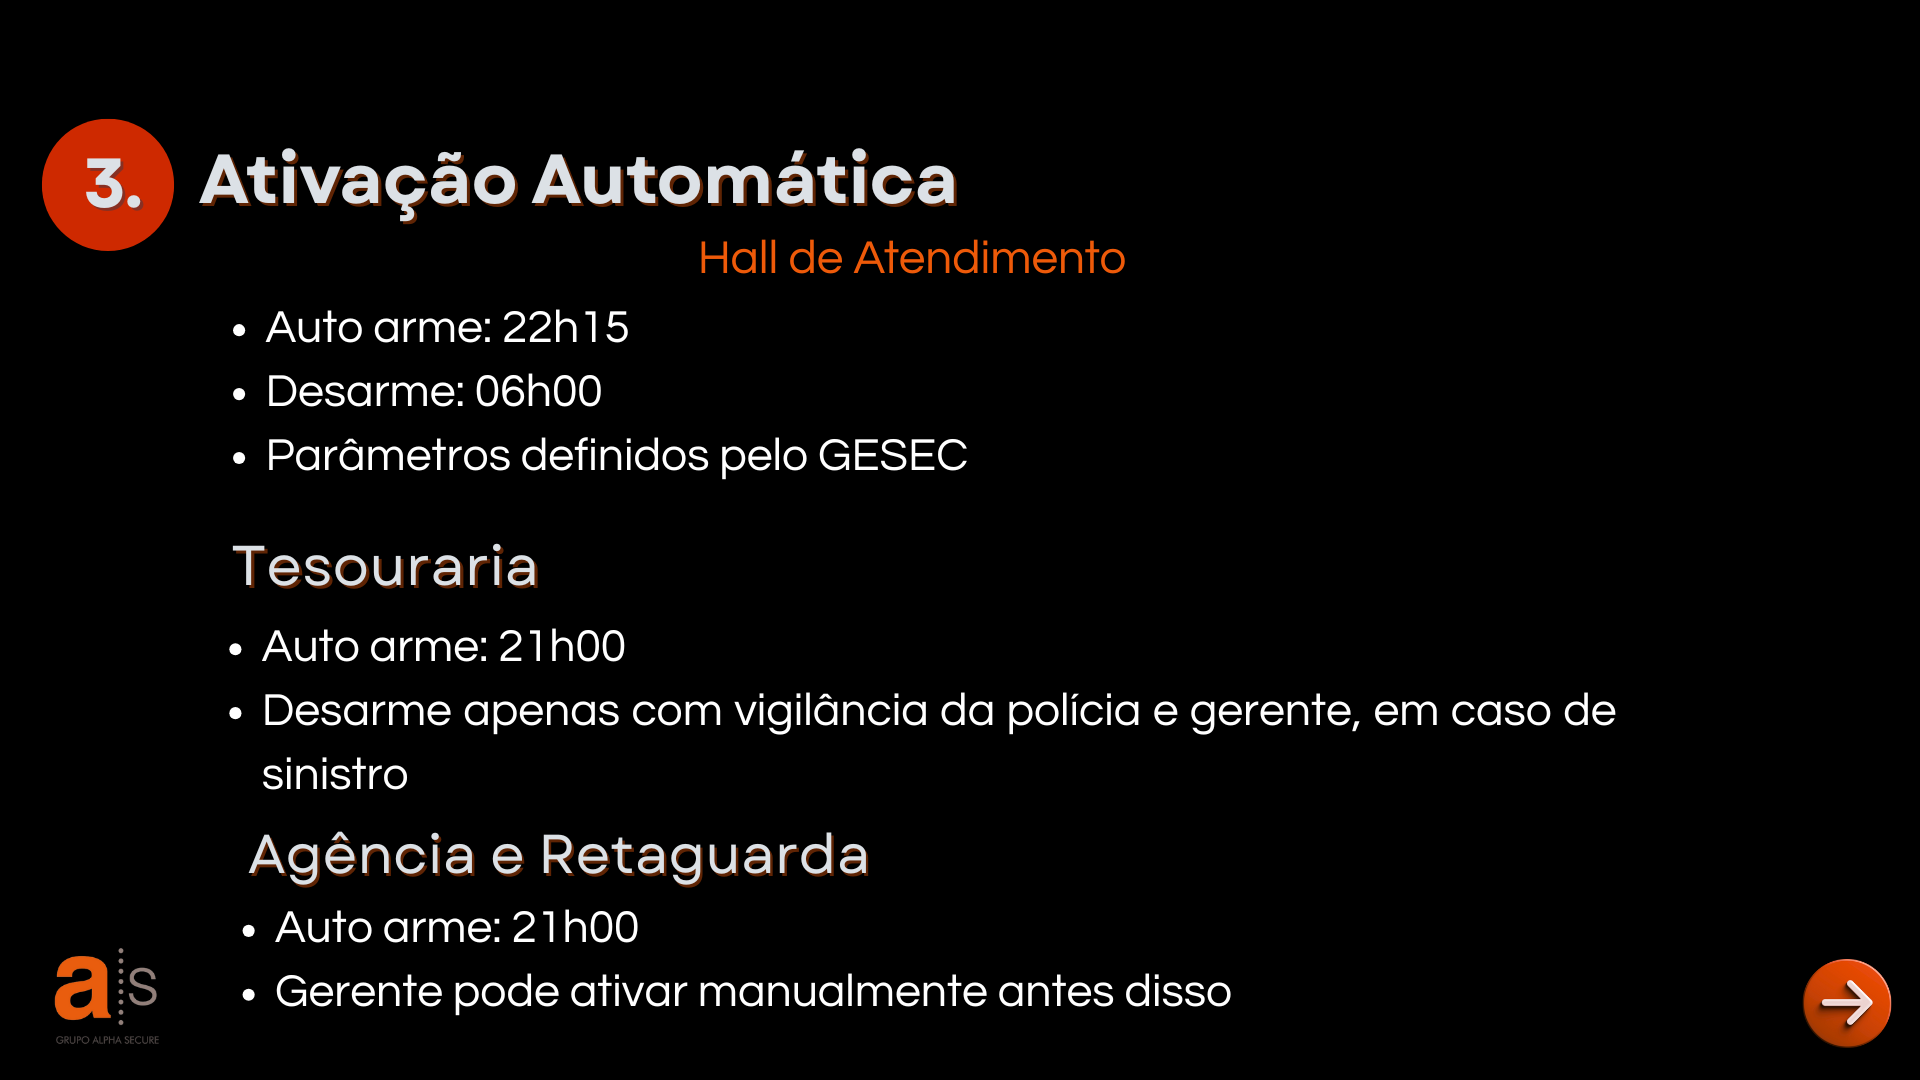 3. Ativação Automática
Hall de Atendimento
• Auto arme: 22h15
• Desarme: 06h00
• Parâmetros definidos pelo GESEC
Tesouraria
• Auto arme: 21h00
• Desarme apenas com vigilância da polícia e gerente, em caso de
sinistro
Agência e Retaguarda
• Auto arme: 21h00
• Gerente pode ativar manualmente antes disso
a s
GRUPO ALPHA SECURE